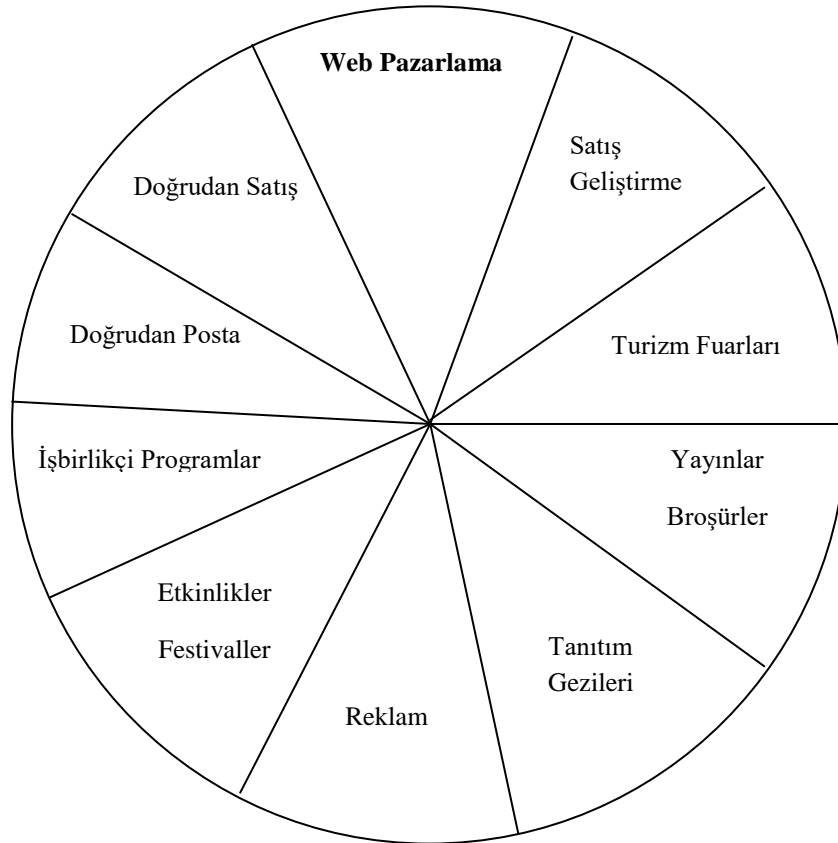 Web Pazarlama
Satış
Geliştirme
Turizm Fuarları
Yayınlar
Broşürler
Tanıtım
Gezileri
Reklam
Etkinlikler
Festivaller
İşbirlikçi Programlar
Doğrudan Posta
Doğrudan Satış